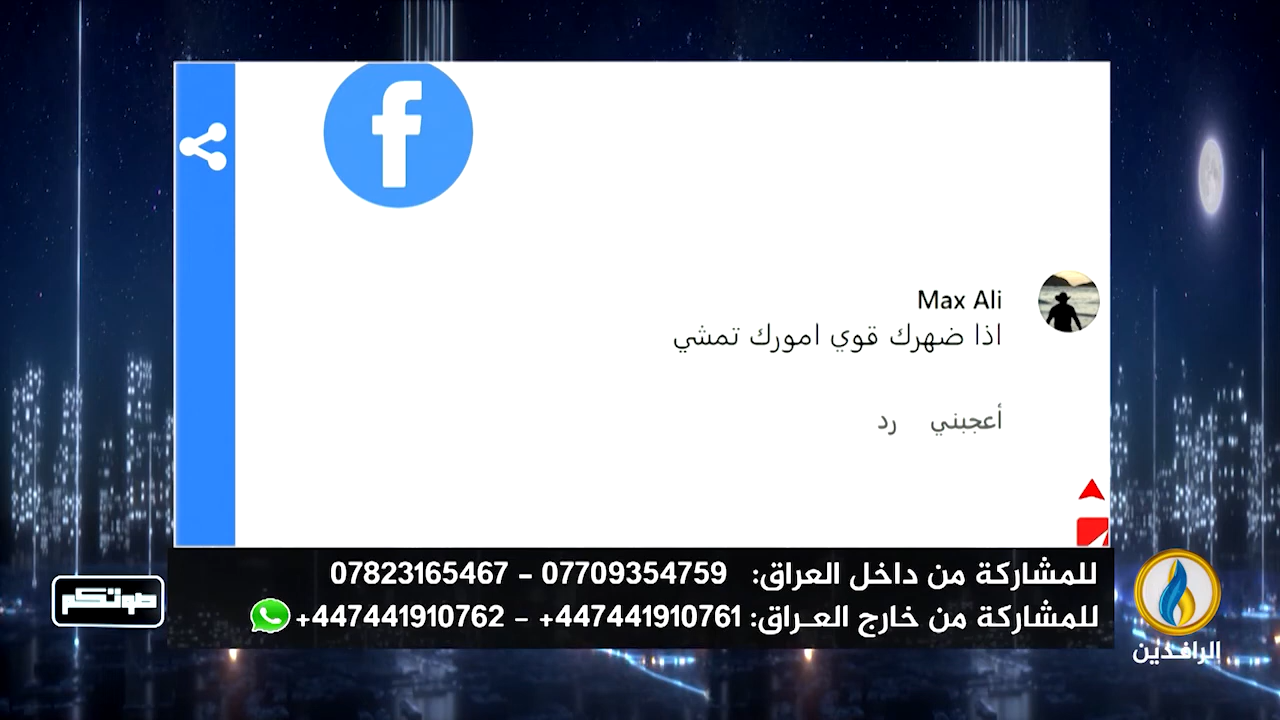 Max Ali
اذا ضهرك قوي امورك تمشي
أعجبني رد
للمشاركة من داخل العراق: 07709354759 - 07823165467
للمشاركة من خارج العـراق: 447441910761+ - 447441910762+
صوتكم
الرافدين